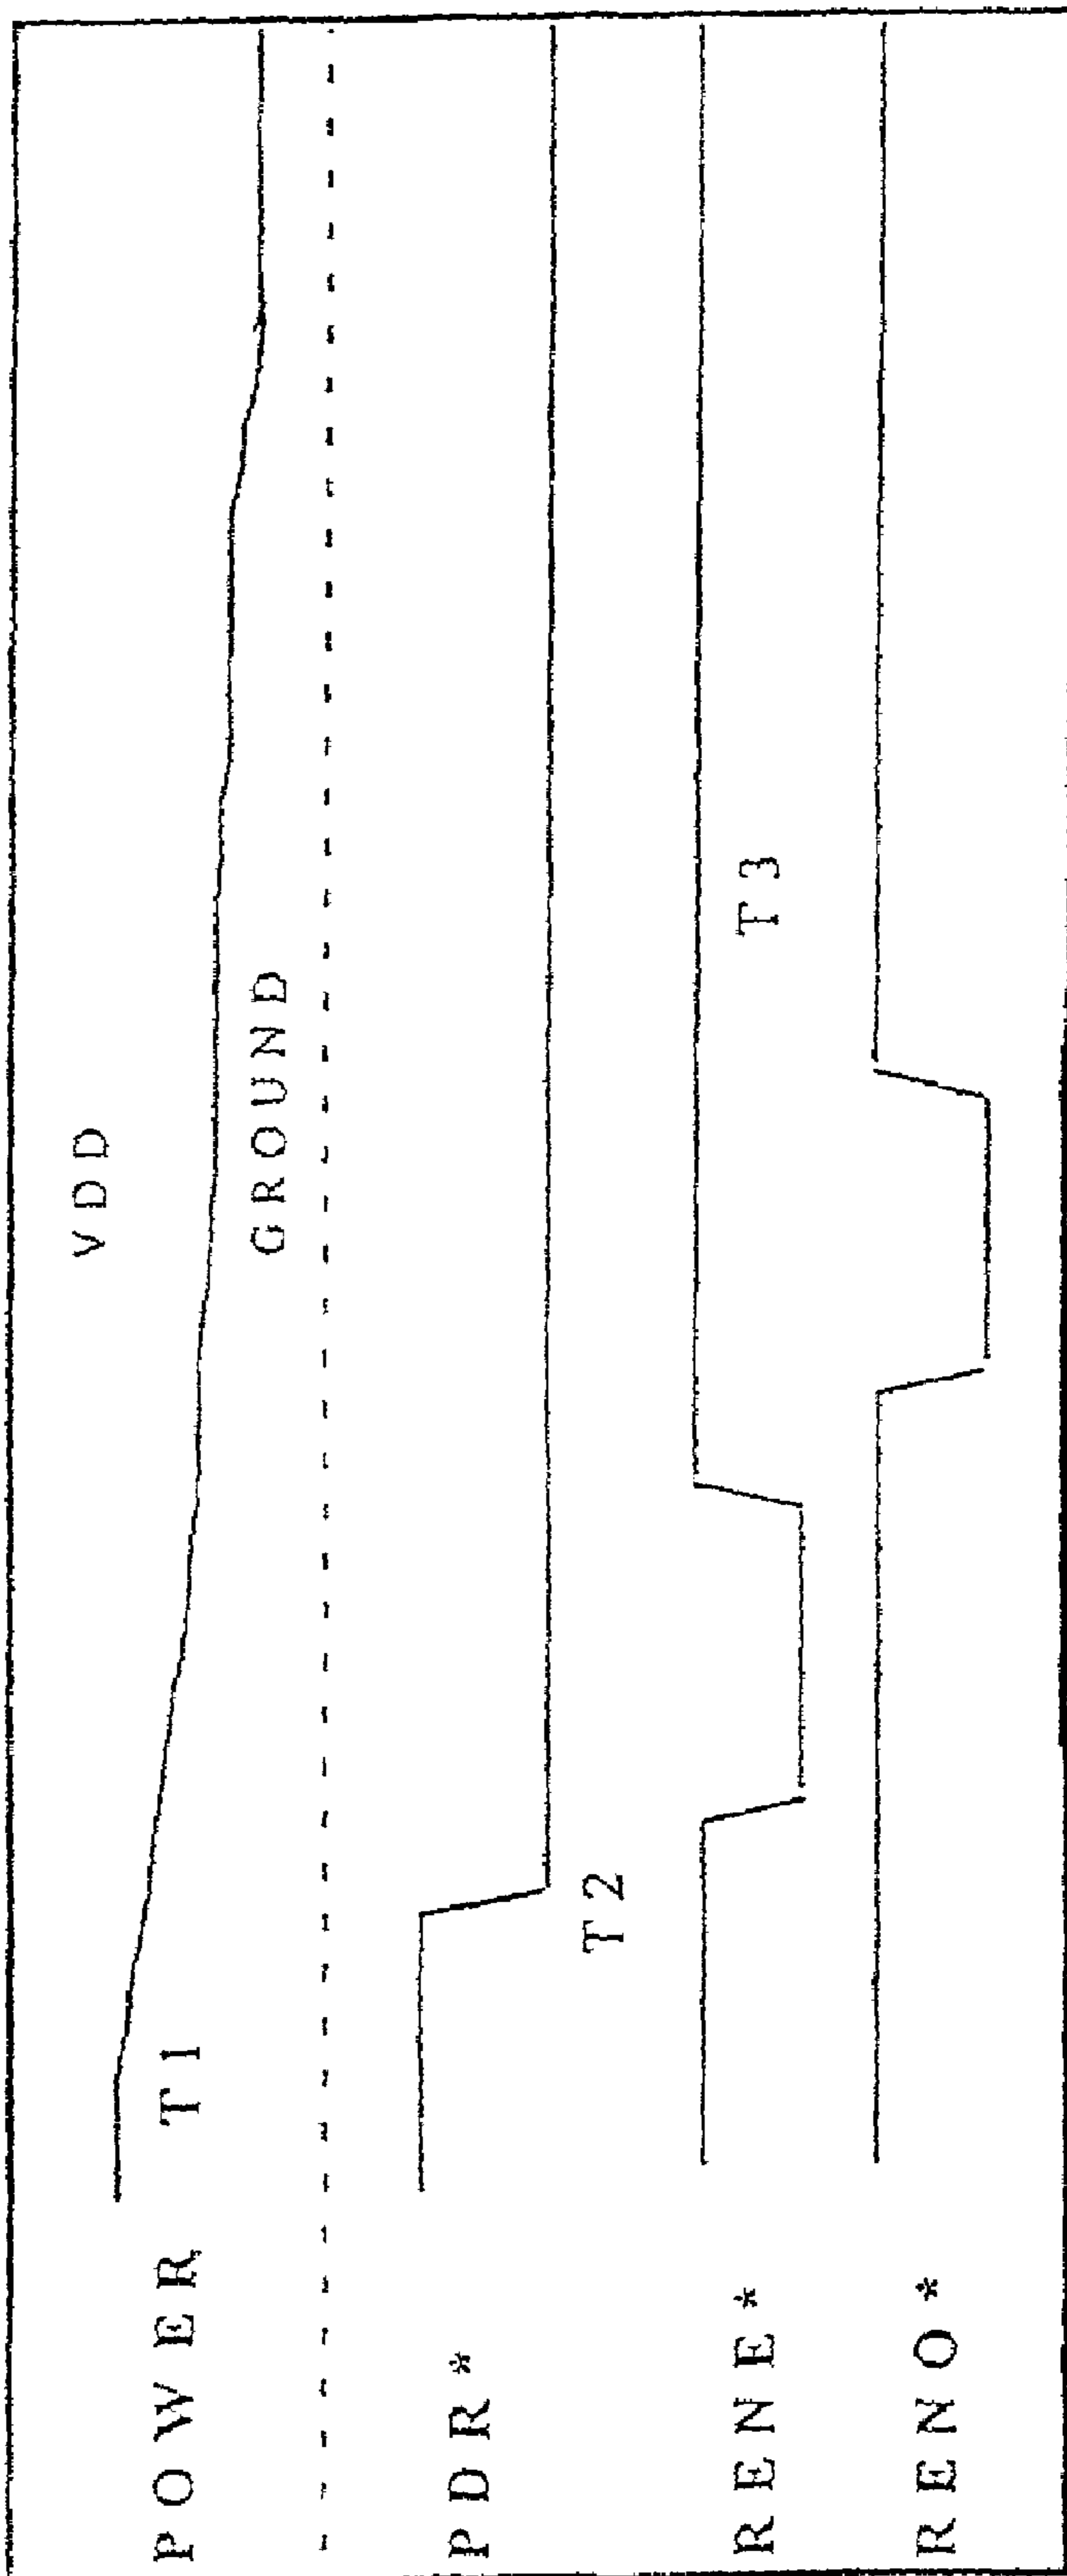 VDD
POWER T1
GROUND
PDR*
T2
RENE*
T3
RENO*